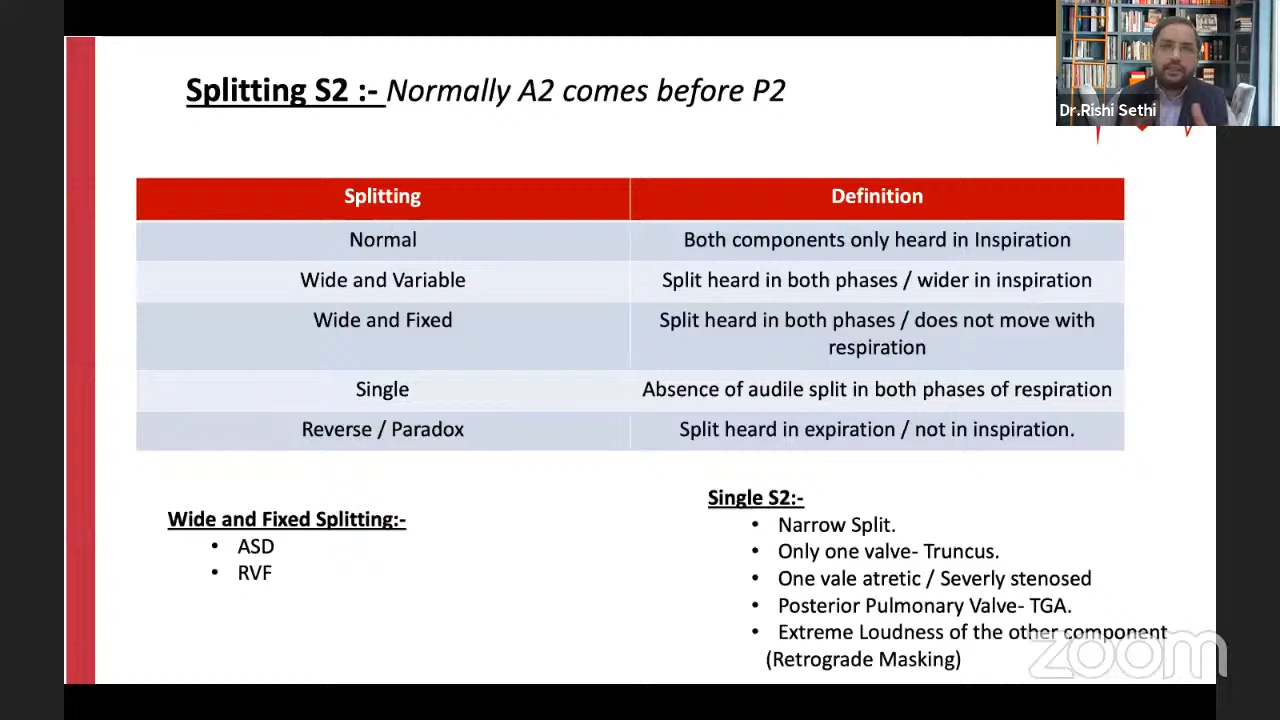 Splitting S2 :- Normally A2 comes before P2
Dr.Rishi Sethi
Splitting Definition
Normal Both components only heard in Inspiration
Wide and Variable Split heard in both phases / wider in inspiration
Wide and Fixed Split heard in both phases / does not move with
respiration
Single Absence of audile split in both phases of respiration
Reverse / Paradox Split heard in expiration / not in inspiration.
Wide and Fixed Splitting:-
• ASD
• RVF
Single S2:-
• Narrow Split.
• Only one valve- Truncus.
• One vale atretic / Severly stenosed
• Posterior Pulmonary Valve- TGA.
• Extreme Loudness of the other component
(Retrograde Masking)
zoom